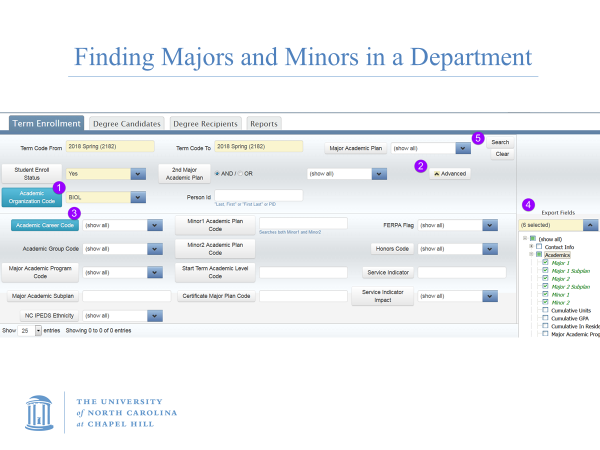 Finding Majors and Minors in a Department
Term Enrollment Degree Candidates Degree Recipients Reports
Term Code From 2018 Spring (2182) Term Code To 2018 Spring (2182) Major Academic Plan (show all) 5 Search
Clear
Student Enroll Status Yes 2nd Major Academic Plan AND / OR (show all) 2 Advanced
1
Academic Organization Code BIOL Person Id
"Last, First" or "First Last" or PID
4
3
Export Fields
Academic Career Code (show all) Minor1 Academic Plan Code FERPA Flag (show all) (6 selected)
Searches both Minor1 and Minor2
(show all)
Contact Info
Academic Group Code (show all) Minor2 Academic Plan Code Honors Code (show all)
Academics
Major 1
Major 1 Subplan
Major Academic Program Code (show all) Start Term Academic Level Code Service Indicator
Major 2
Major 2 Subplan
Major Academic Subplan Certificate Major Plan Code Service Indicator Impact (show all)
Minor 1
Minor 2
Cumulative Units
NC IPEDS Ethnicity (show all)
Cumulative GPA
Cumulative In Reside
Show 25 entries Showing 0 to 0 of 0 entries
Major Academic Prog
THE UNIVERSITY
of NORTH CAROLINA
at CHAPEL HILL